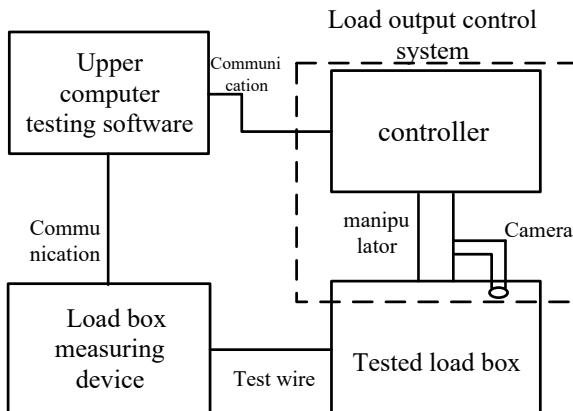 Load output control
system
Upper
computer
testing software
Communi
cation
controller
manipu
lator
Camera
Commu
nication
Load box
measuring
device
Test wire
Tested load box